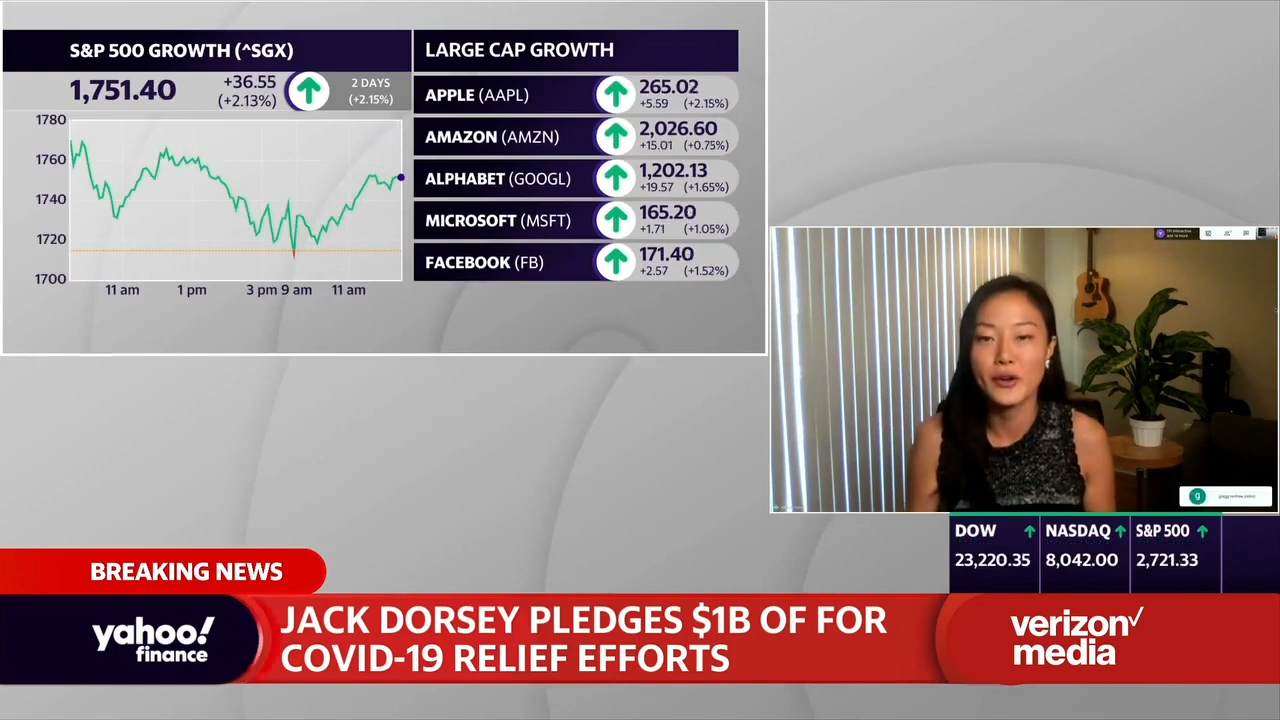 S&P 500 GROWTH (^SGX)
1,751.40
+36.55
(+2.13%)
2 DAYS
(+2.15%)
1780
1760
1740
1720
1700
11 am 1 pm 3 pm 9 am 11 am
LARGE CAP GROWTH
APPLE (AAPL) 265.02
+5.59 (+2.15%)
AMAZON (AMZN) 2,026.60
+15.01 (+0.75%)
ALPHABET (GOOGL) 1,202.13
+19.57 (+1.65%)
MICROSOFT (MSFT) 165.20
+1.71 (+1.05%)
FACEBOOK (FB) 171.40
+2.57 (+1.52%)
g
DOW NASDAQ S&P 500
23,220.35 8,042.00 2,721.33
BREAKING NEWS
yahoo!
finance
JACK DORSEY PLEDGES $1B OF FOR
COVID-19 RELIEF EFFORTS
verizon✓
media